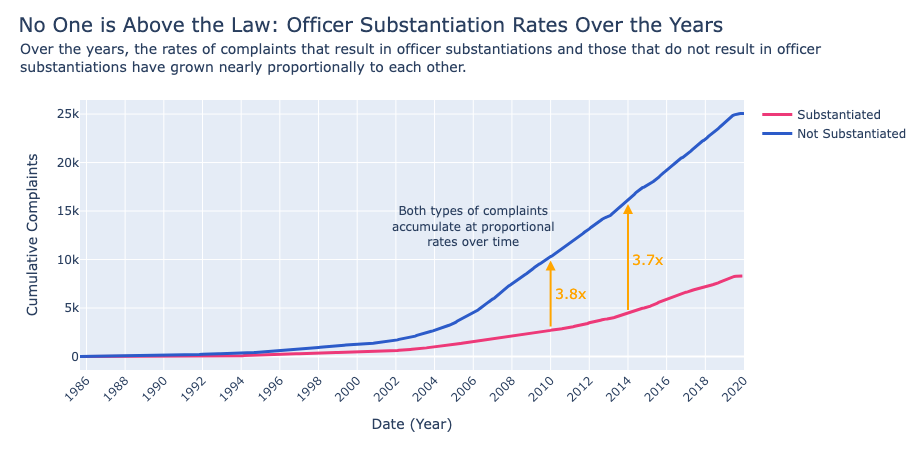 No One is Above the Law: Officer Substantiation Rates Over the Years
Over the years, the rates of complaints that result in officer substantiations and those that do not result in officer
substantiations have grown nearly proportionally to each other.
25k
20k
15k
10k
5k
0
Cumulative Complaints
Both types of complaints
accumulate at proportional
rates over time
3.8x
3.7x
Substantiated
Not Substantiated
1986
1988
1990
1992
1994
1996
1998
2000
2002
2004
2006
2008
2010
2012
2014
2016
2018
2020
Date (Year)